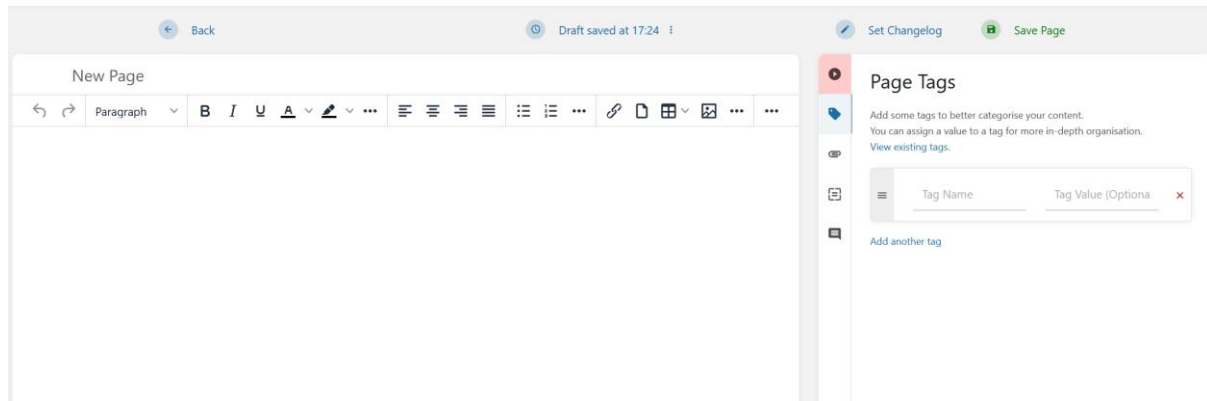 Back
Draft saved at 17:24
Set Changelog
Save Page
New Page
Paragraph
B I U A
Page Tags
Add some tags to better categorise your content.
You can assign a value to a tag for more in-depth organisation.
View existing tags.
Tag Name
Tag Value (Optiona
Add another tag